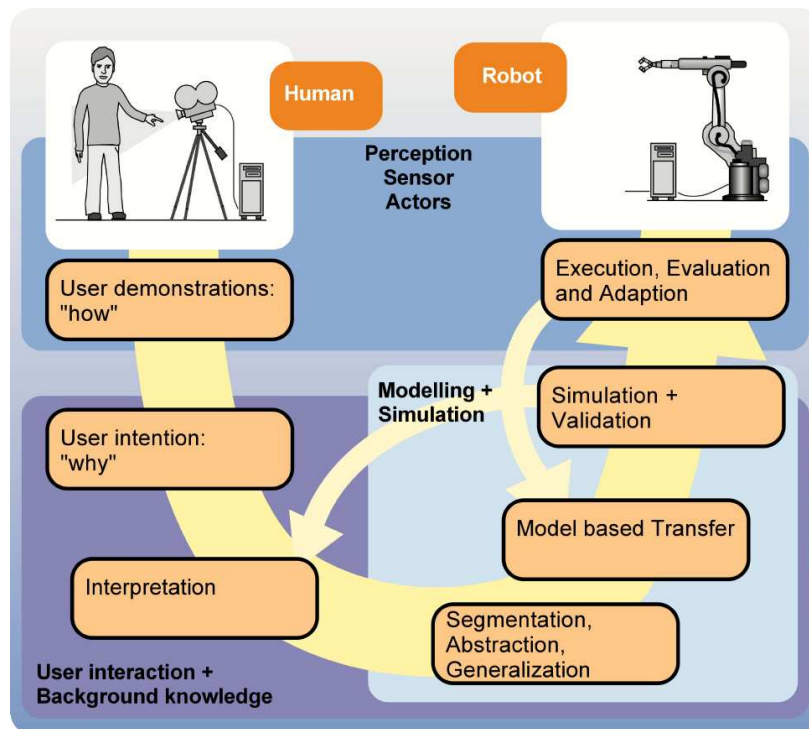 Human
Robot
Perception
Sensor
Actors
User demonstrations:
"how"
Execution, Evaluation
and Adaption
Modelling +
Simulation
Simulation +
Validation
User intention:
"why"
Model based Transfer
Interpretation
Segmentation,
Abstraction,
Generalization
User interaction +
Background knowledge